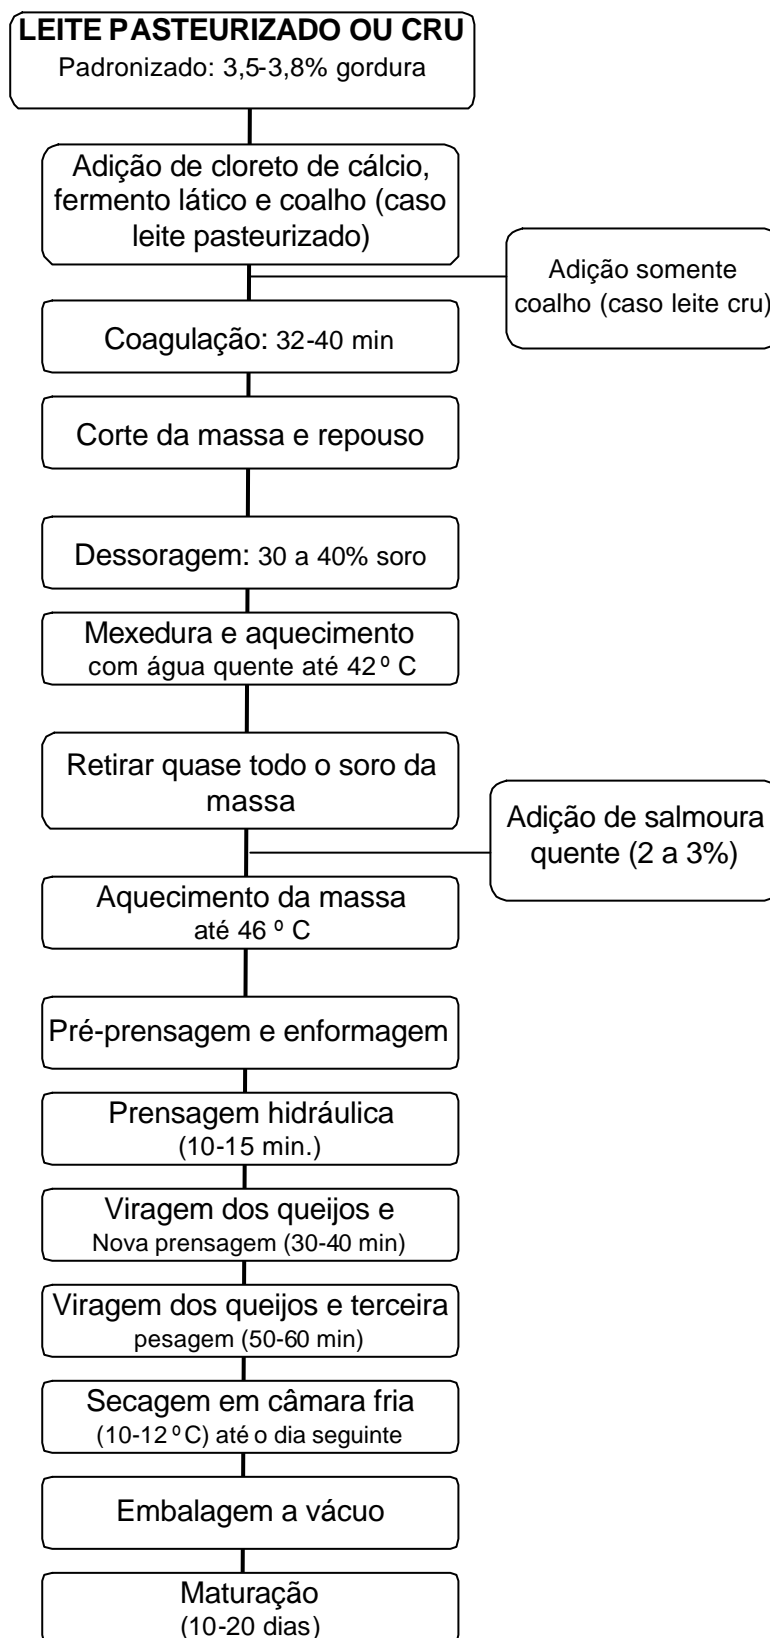 LEITE PASTEURIZADO OU CRU
Padronizado: 3,5-3,8% gordura
Adição de cloreto de cálcio,
fermento lático e coalho (caso
leite pasteurizado)
Adição somente
coalho (caso leite cru)
Coagulação: 32-40 min
Corte da massa e repouso
Dessoragem: 30 a 40% soro
Mexedura e aquecimento
com água quente até 42º C
Retirar quase todo o soro da
massa
Adição de salmoura
quente (2 a 3%)
Aquecimento da massa
até 46 º C
Pré-prensagem e enformagem
Prensagem hidráulica
(10-15 min.)
Viragem dos queijos e
Nova prensagem (30-40 min)
Viragem dos queijos e terceira
pesagem (50-60 min)
Secagem em câmara fria
(10-12ºC) até o dia seguinte
Embalagem a vácuo
Maturação
(10-20 dias)